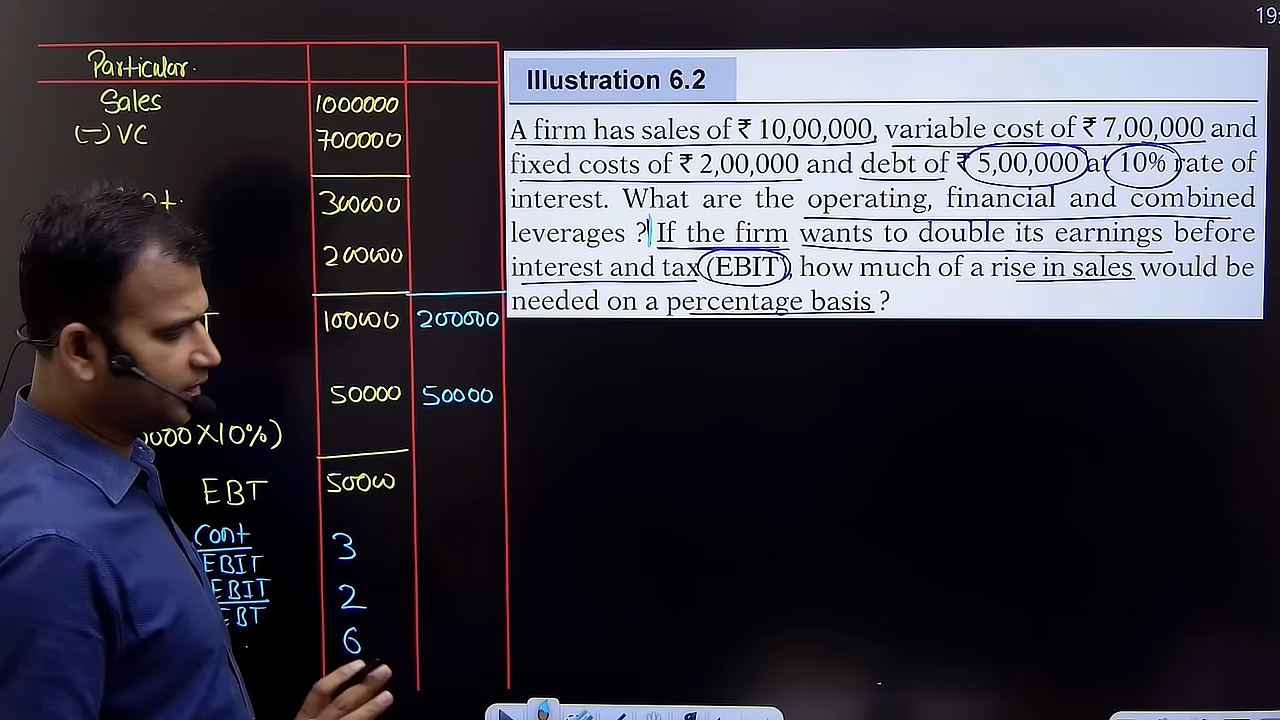 19:
Particular.
Sales 1000000
(-) VC 700000
nt. 300000
200000
T 100000 200000
50000 50000
0000 X 10%)
EBT 50000
Cont
EBIT
3
EBIT
EBT
2
6
Illustration 6.2
A firm has sales of ₹ 10,00,000, variable cost of ₹ 7,00,000 and
fixed costs of ₹ 2,00,000 and debt of ₹ 5,00,000 at 10% rate of
interest. What are the operating, financial and combined
leverages ? If the firm wants to double its earnings before
interest and tax (EBIT), how much of a rise in sales would be
needed on a percentage basis ?